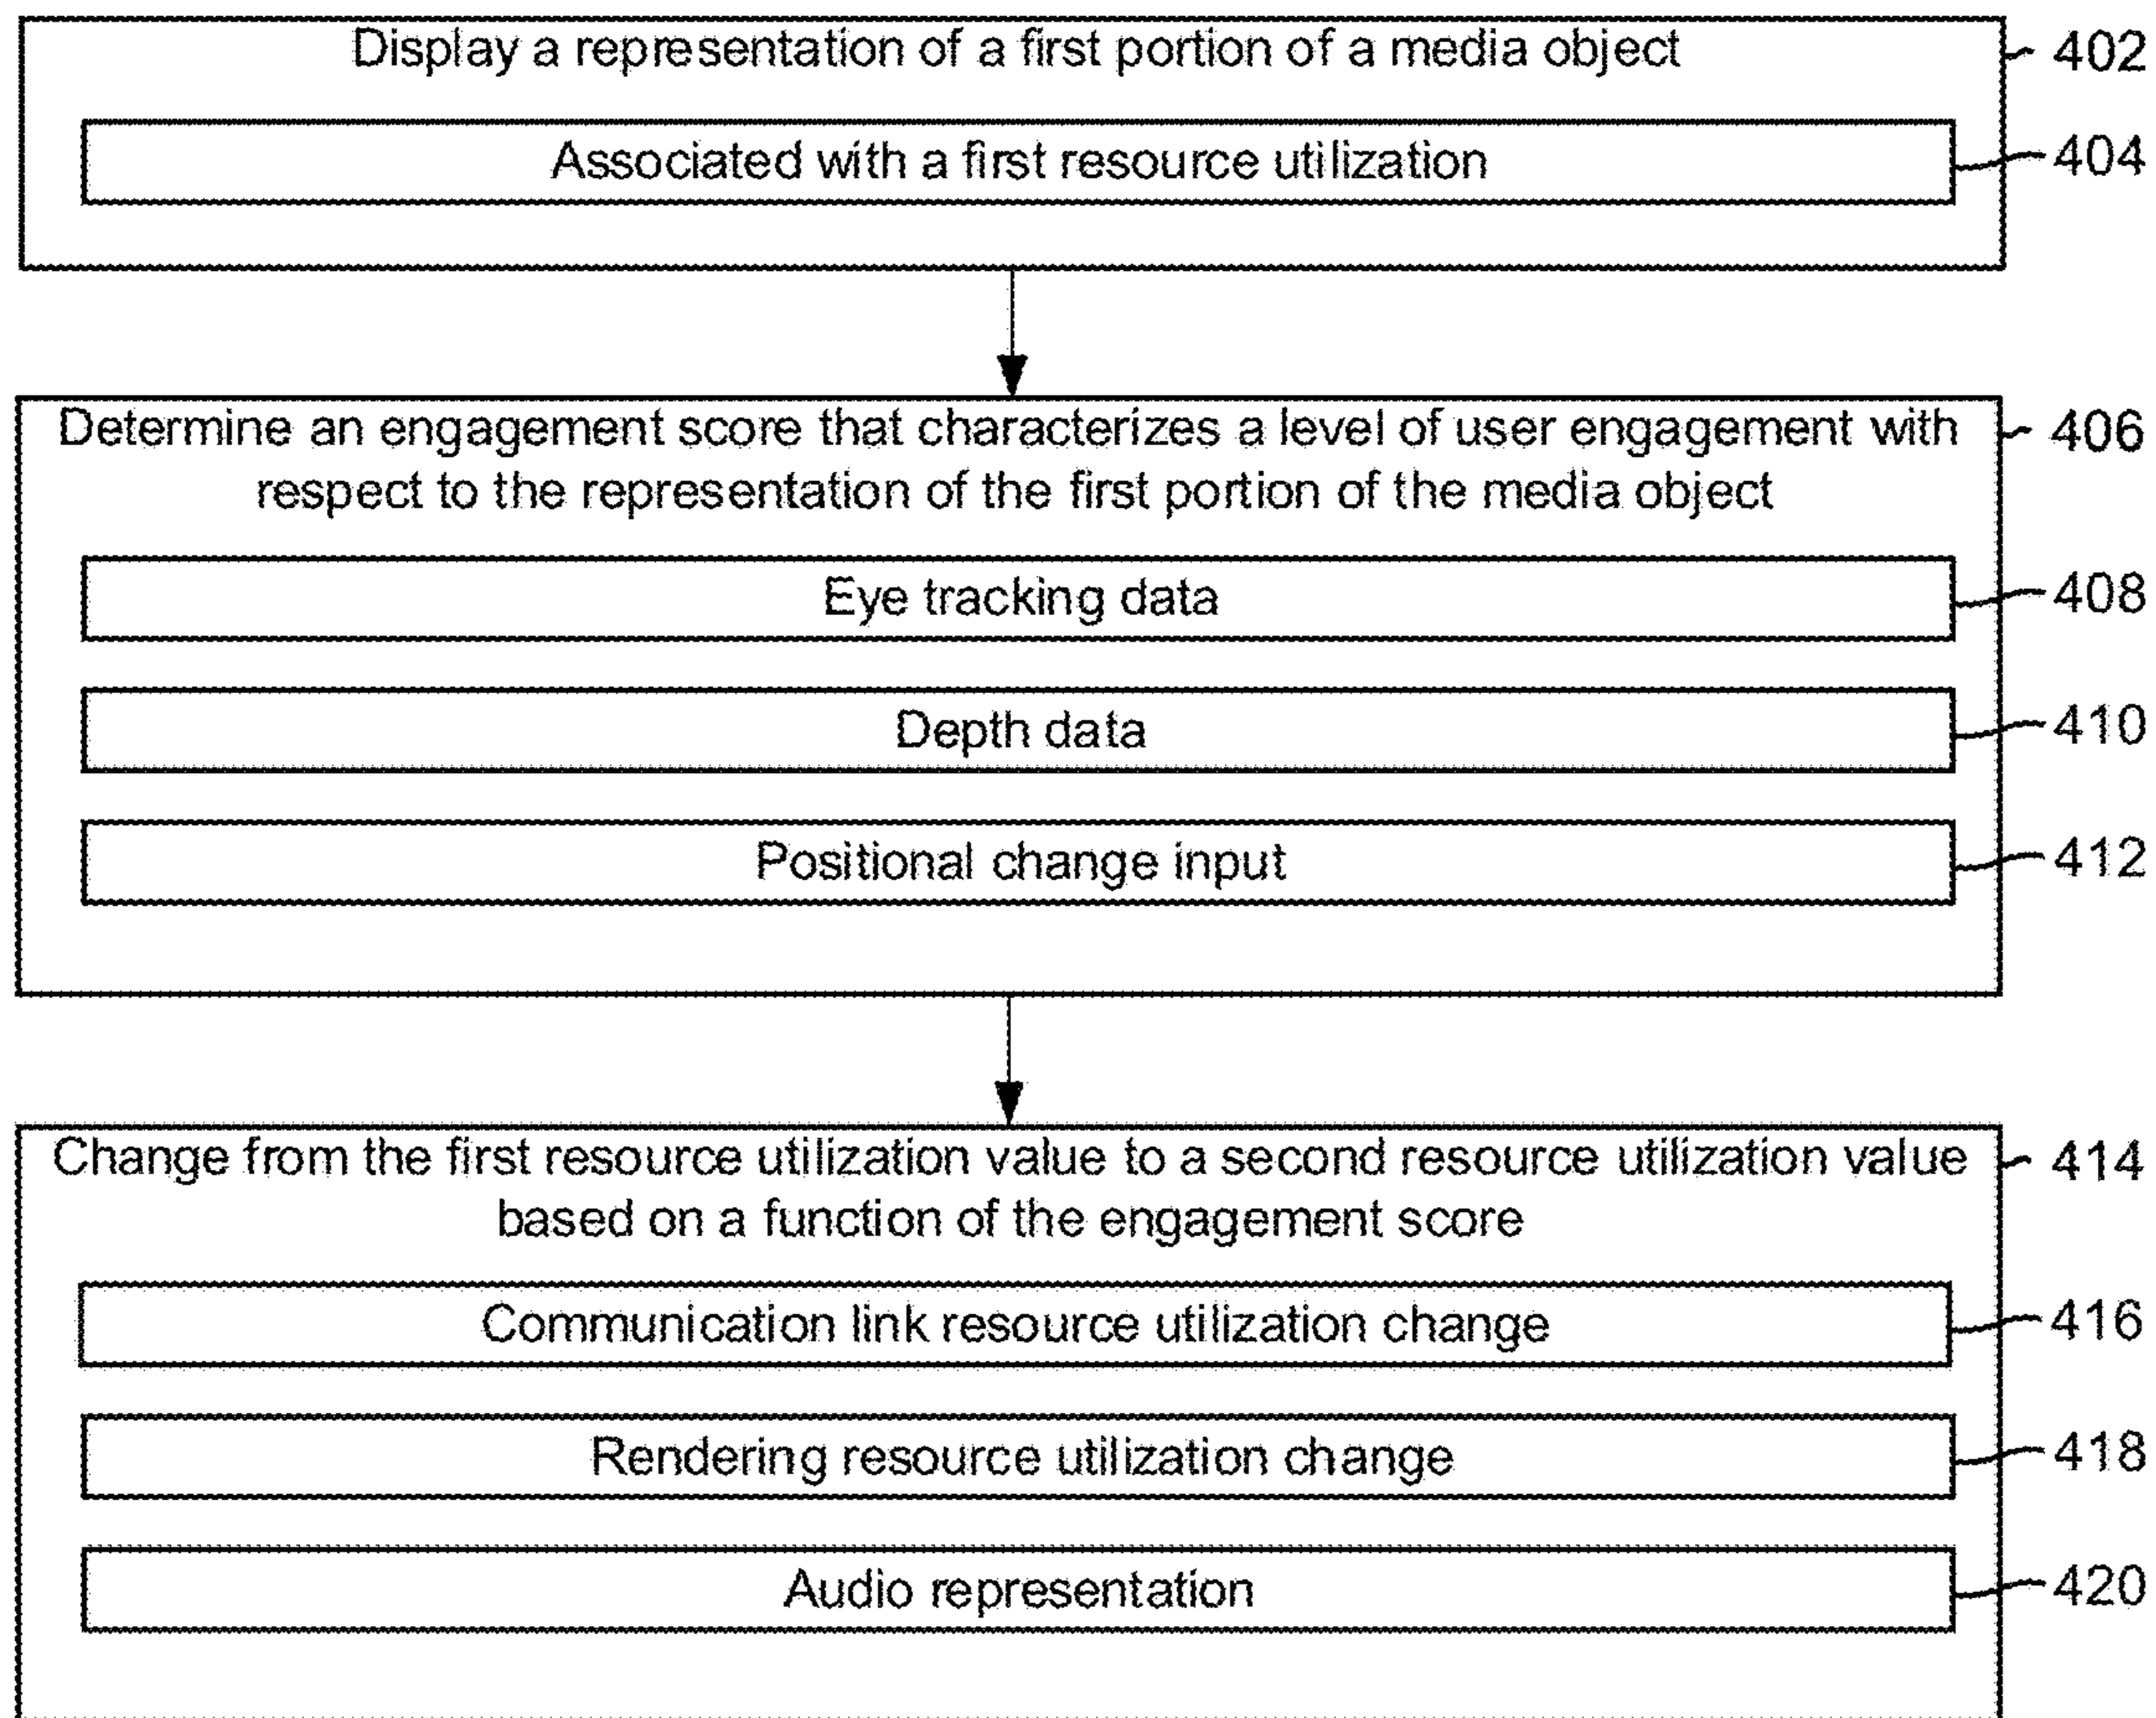 Display a representation of a first portion of a media object
402
Associated with a first resource utilization
404
Determine an engagement score that characterizes a level of user engagement with
406
respect to the representation of the first portion of the media object
Eye tracking data
408
Depth data
410
Positional change input
412
Change from the first resource utilization value to a second resource utilization value
414
based on a function of the engagement score
Communication link resource utilization change
416
Rendering resource utilization change
418
Audio representation
420